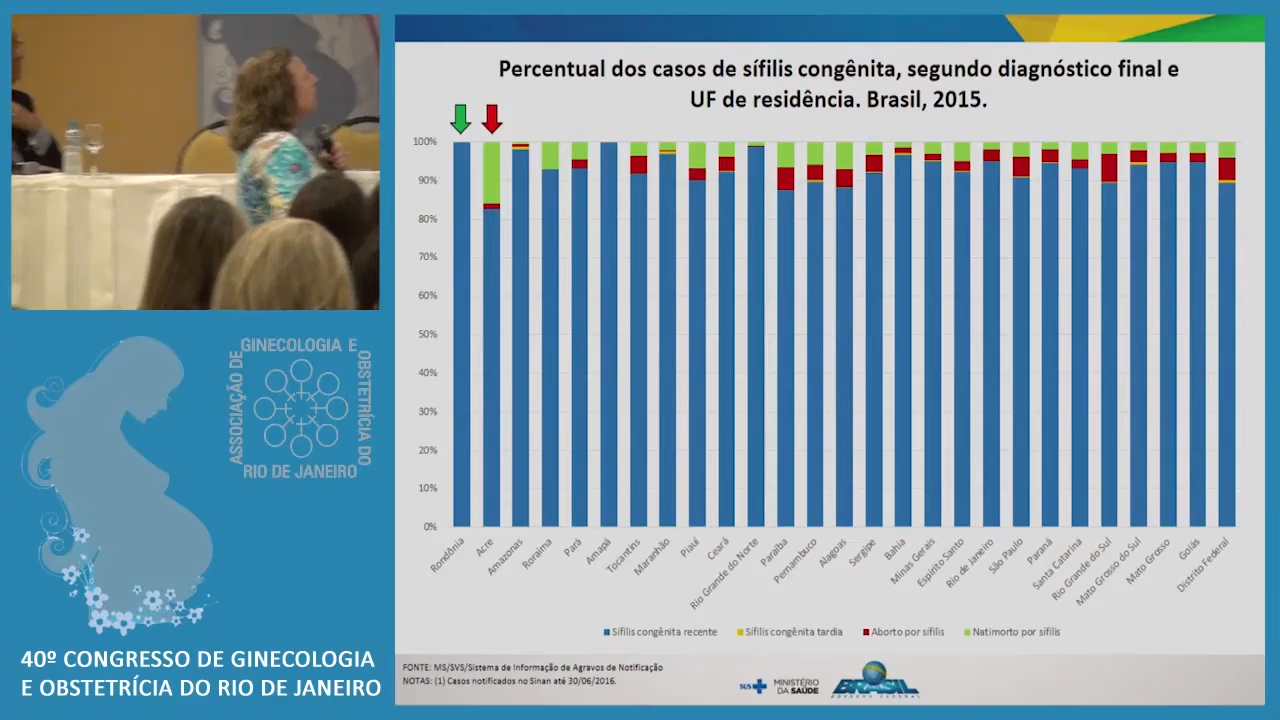 Percentual dos casos de sífilis congênita, segundo diagnóstico final e
UF de residência. Brasil, 2015.
100%
90%
80%
70%
60%
50%
40%
30%
20%
10%
0%
Rondônia
Acre
Amazonas
Roraima
Pará
Amapá
Tocantins
Maranhão
Piauí
Ceará
Rio Grande do Norte
Paraíba
Pernambuco
Alagoas
Sergipe
Bahia
Minas Gerais
Espírito Santo
Rio de Janeiro
São Paulo
Paraná
Santa Catarina
Rio Grande do Sul
Mato Grosso do Sul
Mato Grosso
Goiás
Distrito Federal
Sífilis congênita recente
Sífilis congênita tardia
Aborto por sífilis
Natimorto por sífilis
FONTE: MS/SVS/Sistema de Informação de Agravos de Notificação
NOTAS: (1) Casos notificados no Sinan até 30/06/2016.
SUS
MINISTÉRIO
DA SAÚDE
BRASIL
GOVERNO FEDERAL
ASSOCIAÇÃO DE
GINECOLOGIA E
OBSTETRÍCIA DO
RIO DE JANEIRO
40º CONGRESSO DE GINECOLOGIA
E OBSTETRÍCIA DO RIO DE JANEIRO